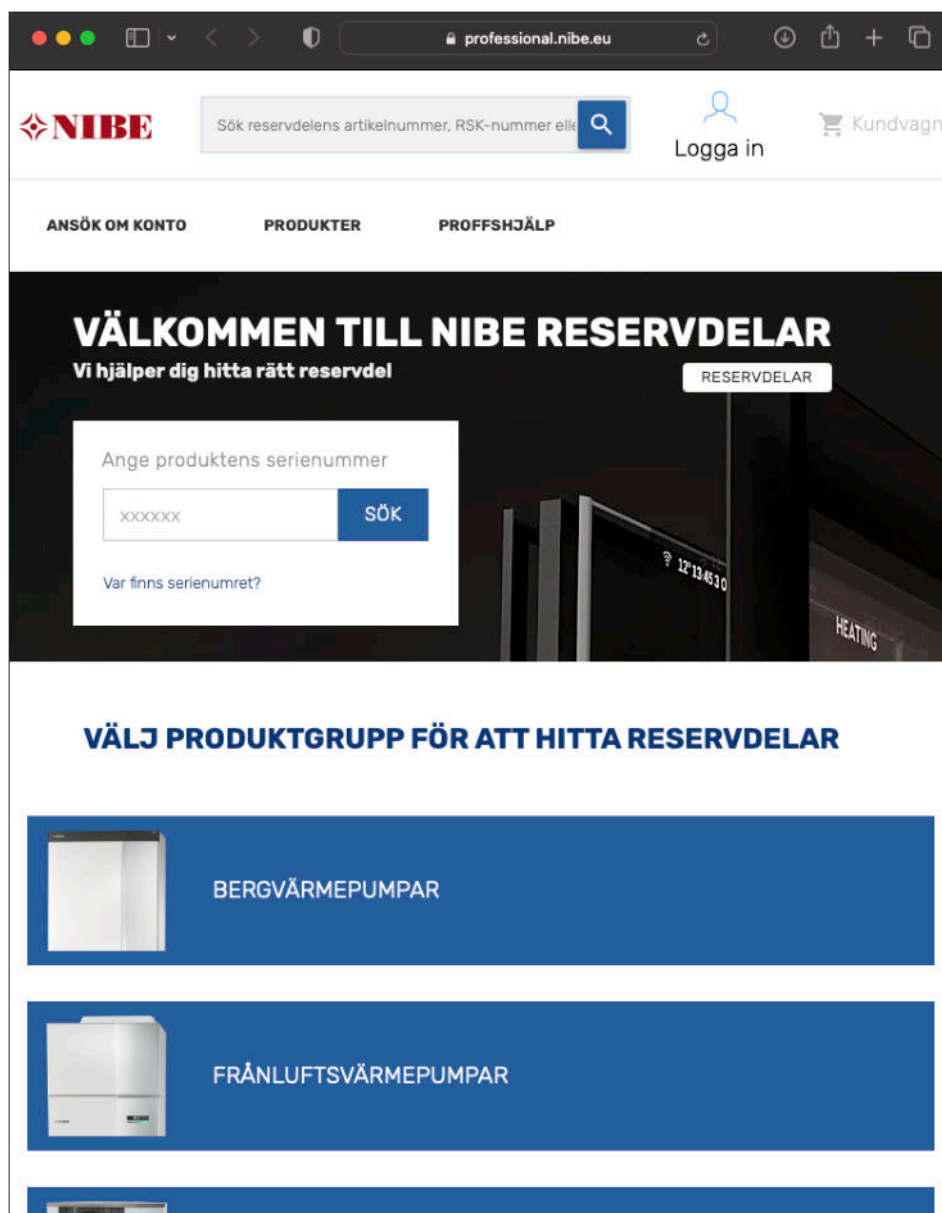 professional.nibe.eu
NIBE
Sök reservdelens artikelnummer, RSK-nummer elle
Logga in
Kundvagn
ANSÖK OM KONTO
PRODUKTER
PROFFSHJÄLP
VÄLKOMMEN TILL NIBE RESERVDELAR
Vi hjälper dig hitta rätt reservdel
RESERVDELAR
Ange produktens serienummer
xxxxxx
SÖK
Var finns serienumret?
HEATING
VÄLJ PRODUKTGRUPP FÖR ATT HITTA RESERVDELAR
BERGVÄRMEPUMPAR
FRÅNLUFTSVÄRMEPUMPAR